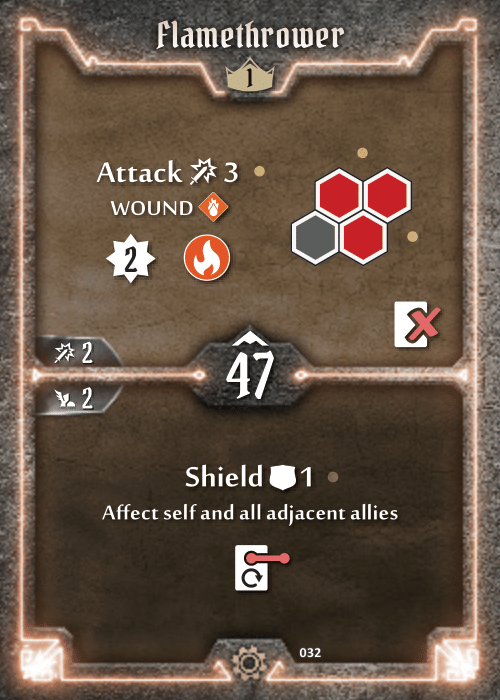 Flamethrower
1
Attack 3
WOUND
2
2
47
2
Shield 1
Affect self and all adjacent allies
032